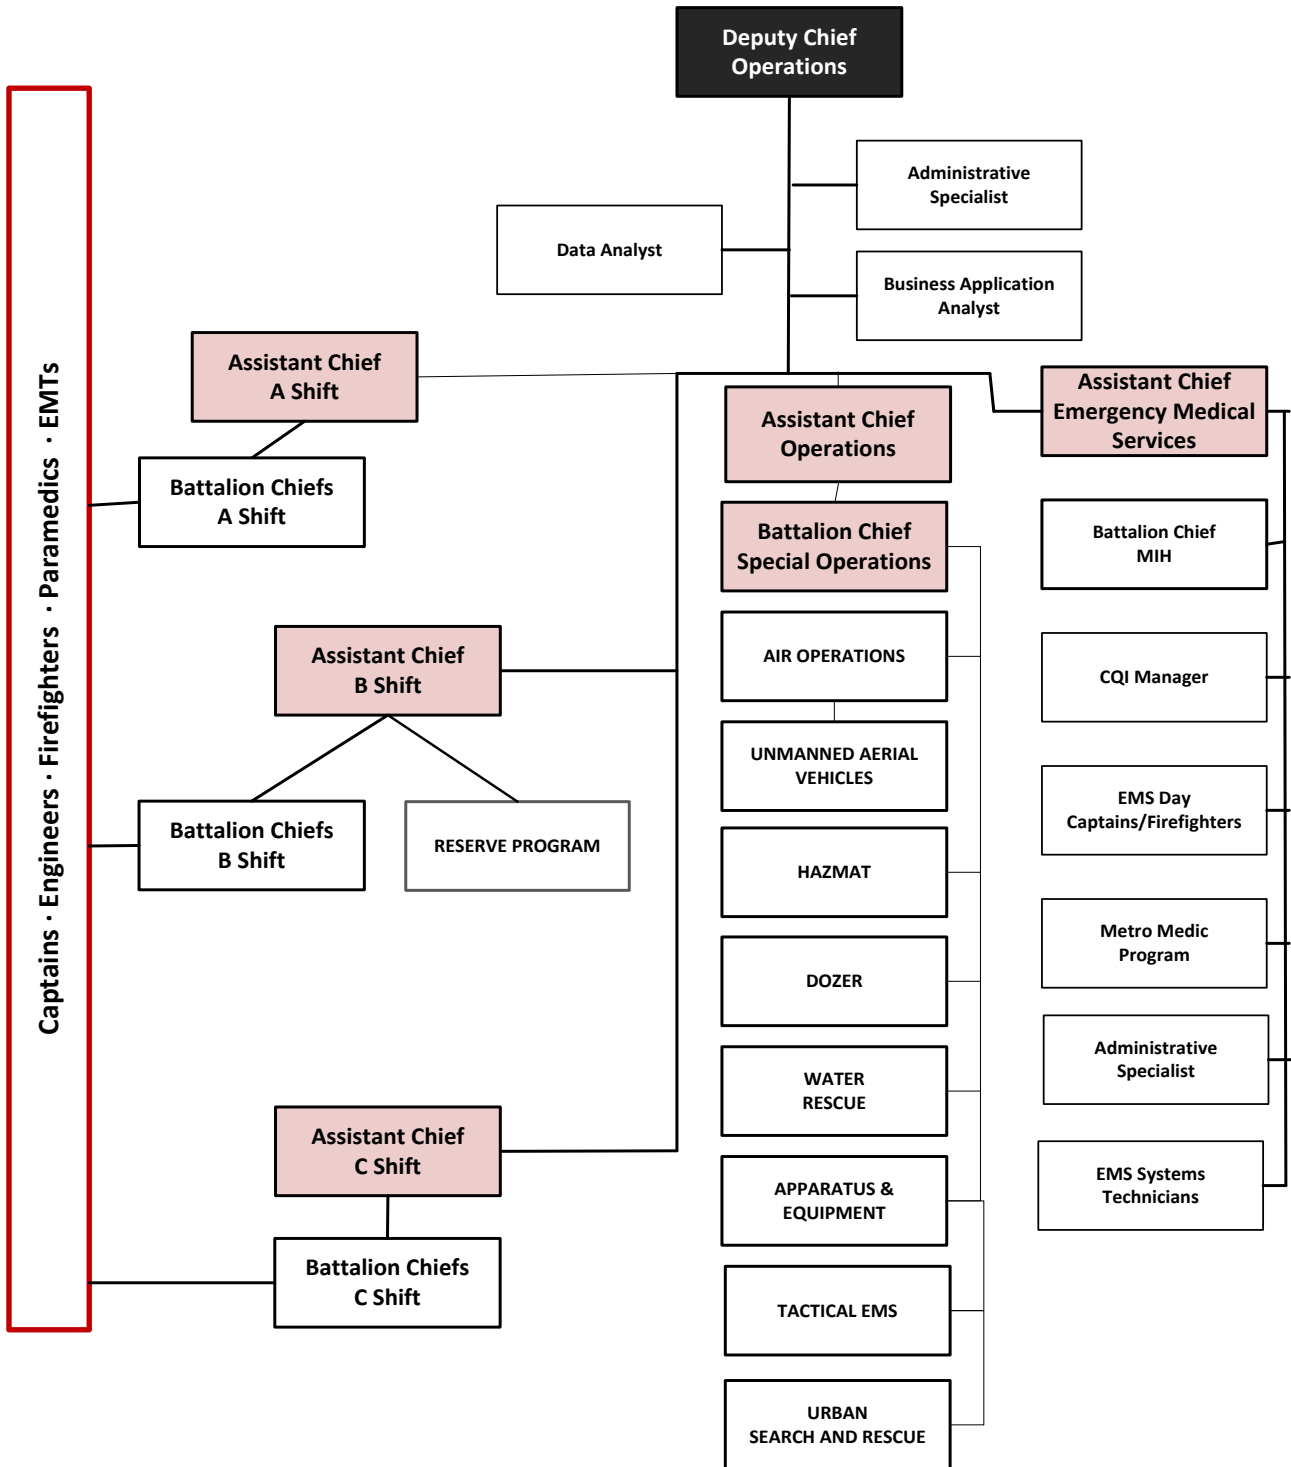 Deputy Chief
Operations
Administrative
Specialist
Data Analyst
Business Application
Analyst
Captains · Engineers · Firefighters · Paramedics · EMTs
Assistant Chief
A Shift
Battalion Chiefs
A Shift
Assistant Chief
B Shift
Battalion Chiefs
B Shift
RESERVE PROGRAM
Assistant Chief
C Shift
Battalion Chiefs
C Shift
Assistant Chief
Operations
Battalion Chief
Special Operations
AIR OPERATIONS
UNMANNED AERIAL
VEHICLES
HAZMAT
DOZER
WATER
RESCUE
APPARATUS &
EQUIPMENT
TACTICAL EMS
URBAN
SEARCH AND RESCUE
Assistant Chief
Emergency Medical
Services
Battalion Chief
MIH
CQI Manager
EMS Day
Captains/Firefighters
Metro Medic
Program
Administrative
Specialist
EMS Systems
Technicians